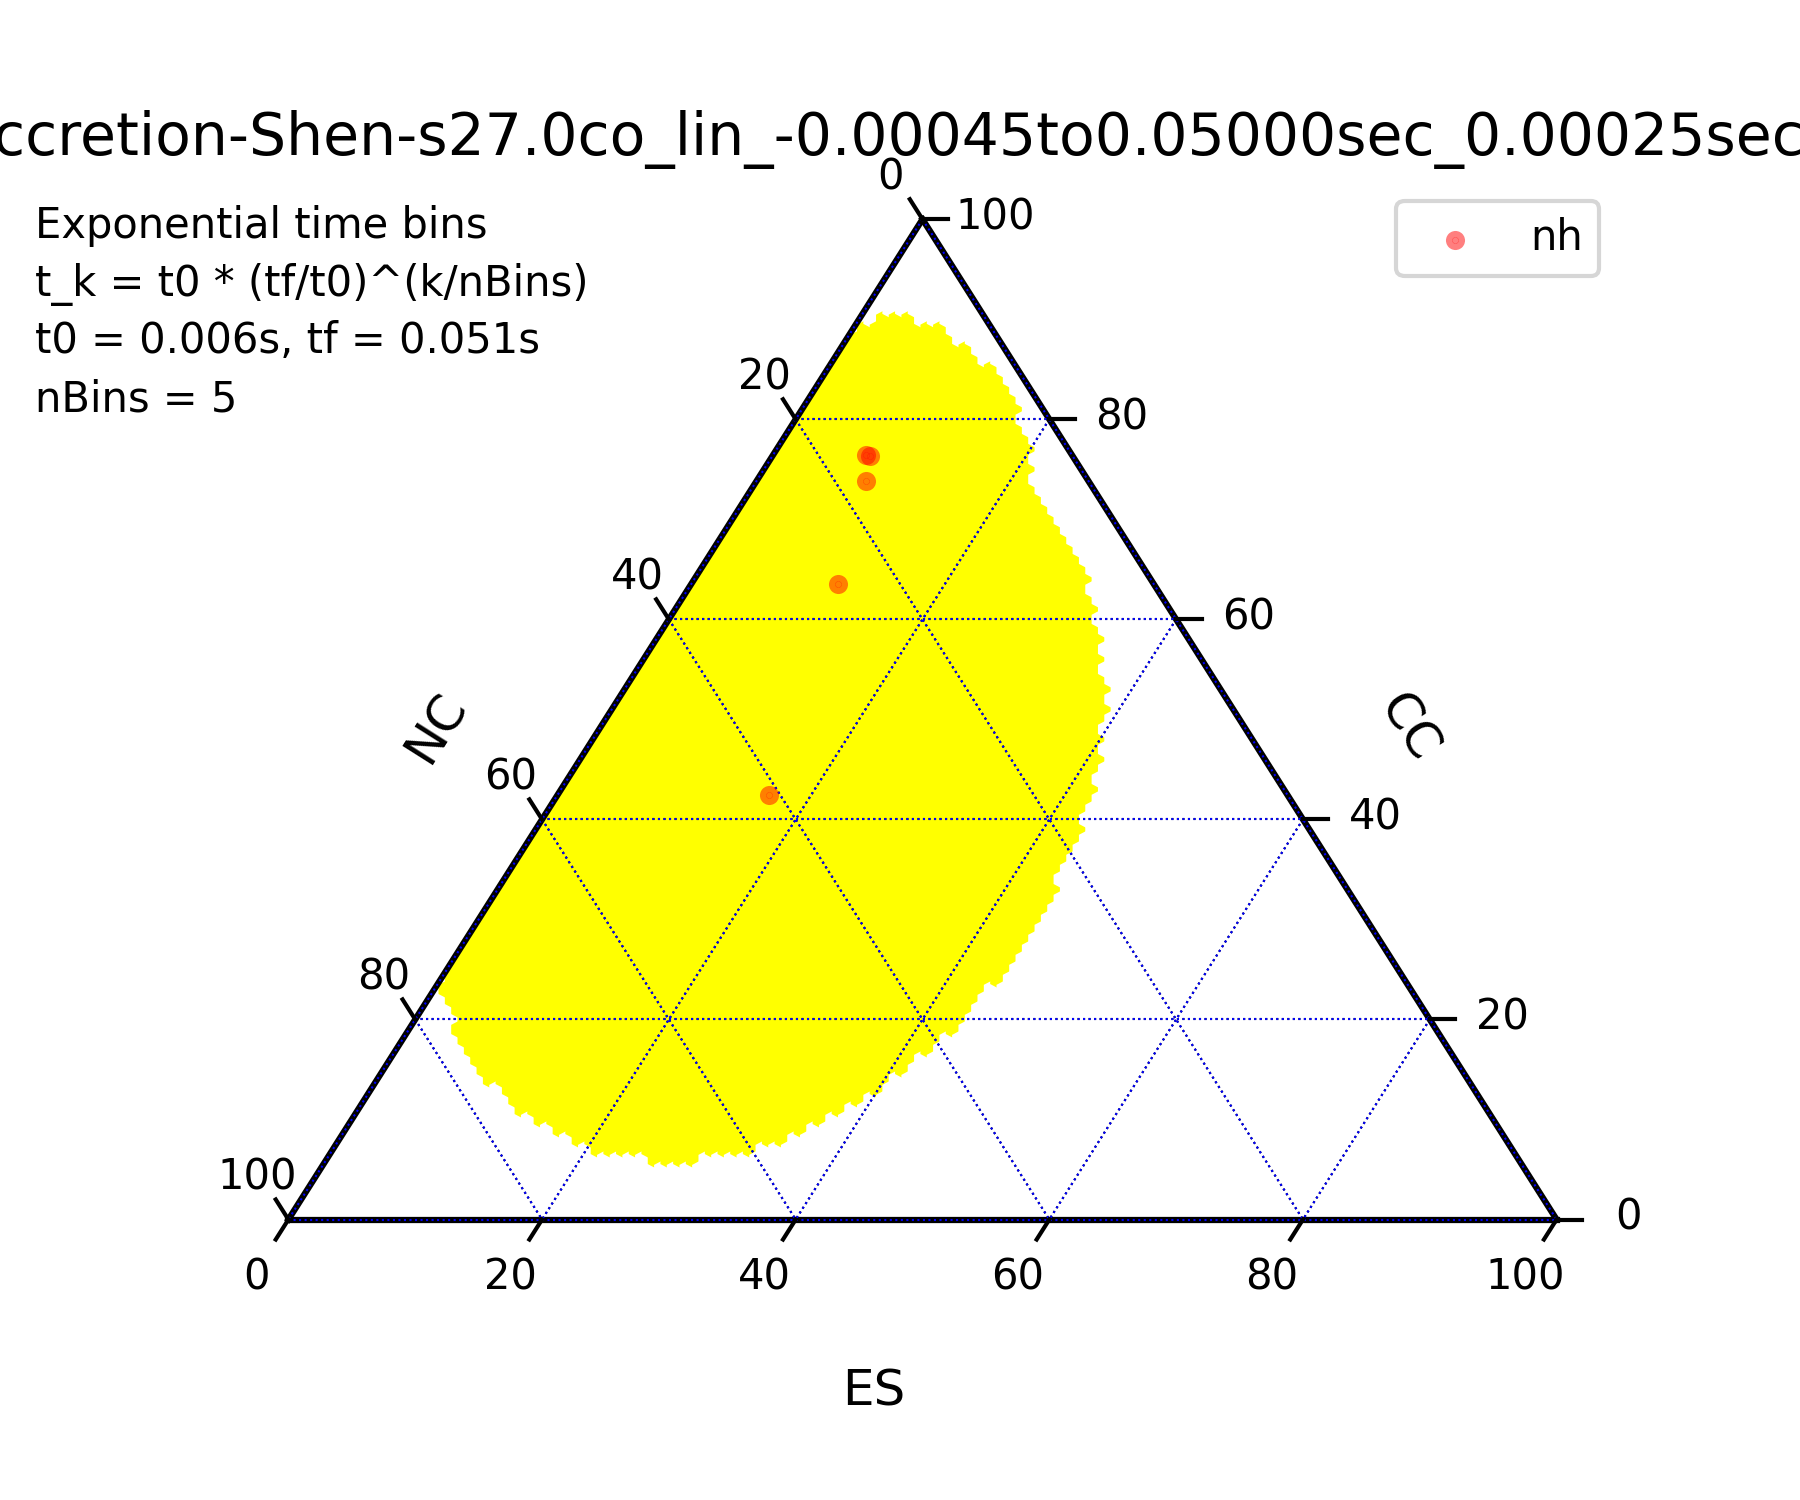 ccretion-Shen-s27.0co_lin_-0.00045to0.05000sec_0.00025sec
Exponential time bins
t_k = t0 * (tf/t0)^(k/nBins)
t0 = 0.006s, tf = 0.051s
nBins = 5
nh
0
100
20
80
40
60
NC
CC
60
40
80
20
100
0
0
20
40
60
80
100
ES